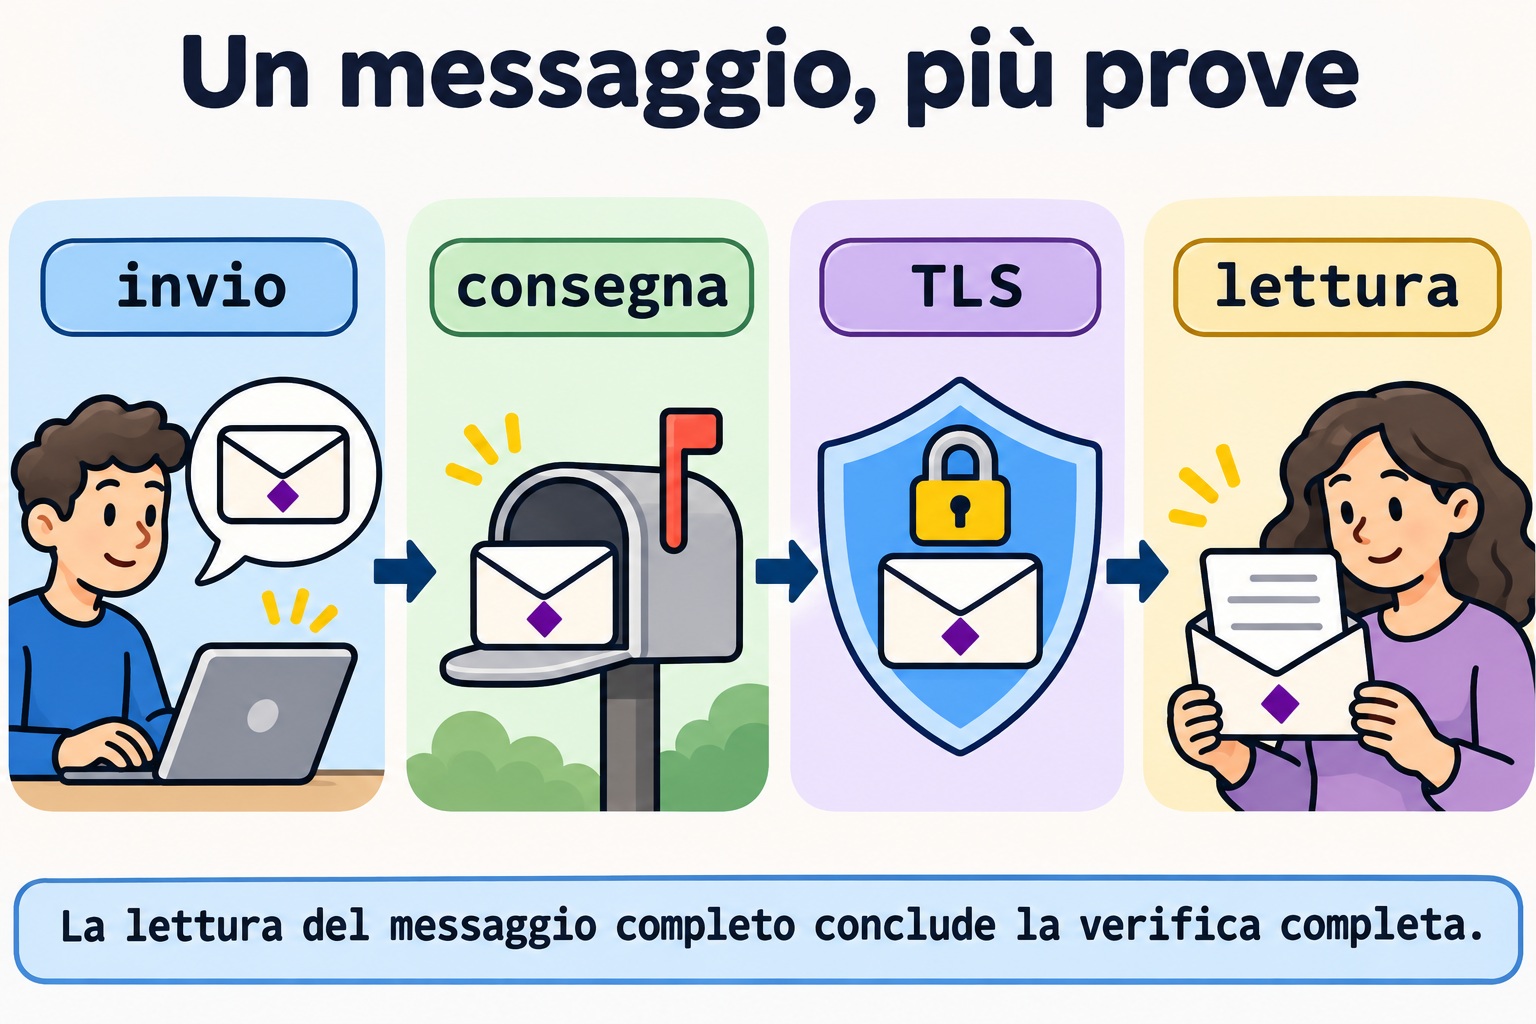 Un messaggio, più prove
invio
consegna
TLS
lettura
La lettura del messaggio completo conclude la verifica completa.